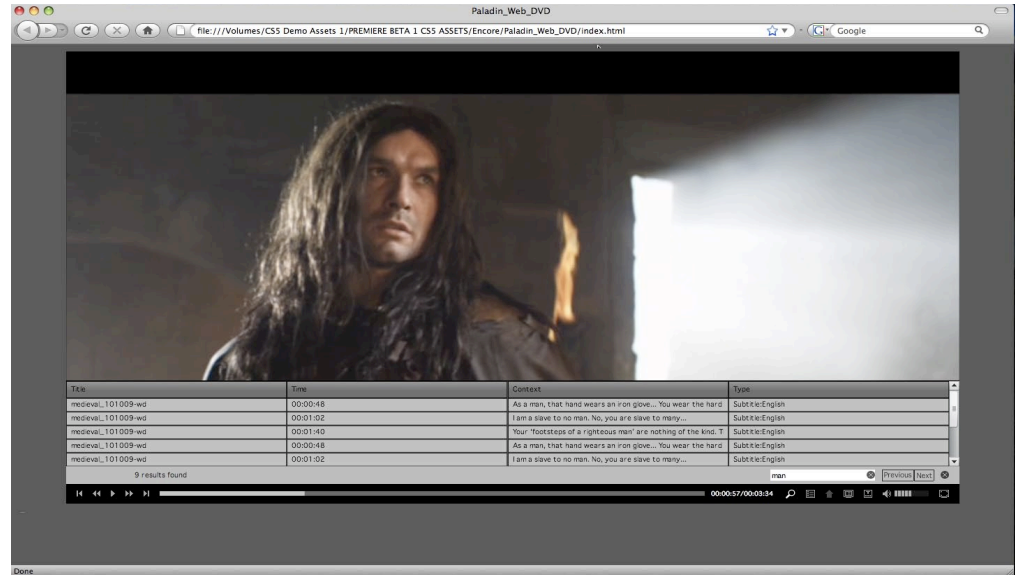 Paladin_Web_DVD
file:///Volumes/CS5 Demo Assets 1/PREMIERE BETA 1 CS5 ASSETS/Encore/Paladin_Web_DVD/index.html Google
Title Time Context Type
medieval_101009-wd 00:00:48 As a man, that hand wears an iron glove... You wear the hard Subtitle:English
medieval_101009-wd 00:01:02 I am a slave to no man. No, you are slave to many... Subtitle:English
medieval_101009-wd 00:01:40 Your 'footsteps of a righteous man' are nothing of the kind. T Subtitle:English
medieval_101009-wd 00:00:48 As a man, that hand wears an iron glove... You wear the hard Subtitle:English
medieval_101009-wd 00:01:02 I am a slave to no man. No, you are slave to many... Subtitle:English
9 results found man Previous Next
00:00:57/00:03:34
Done